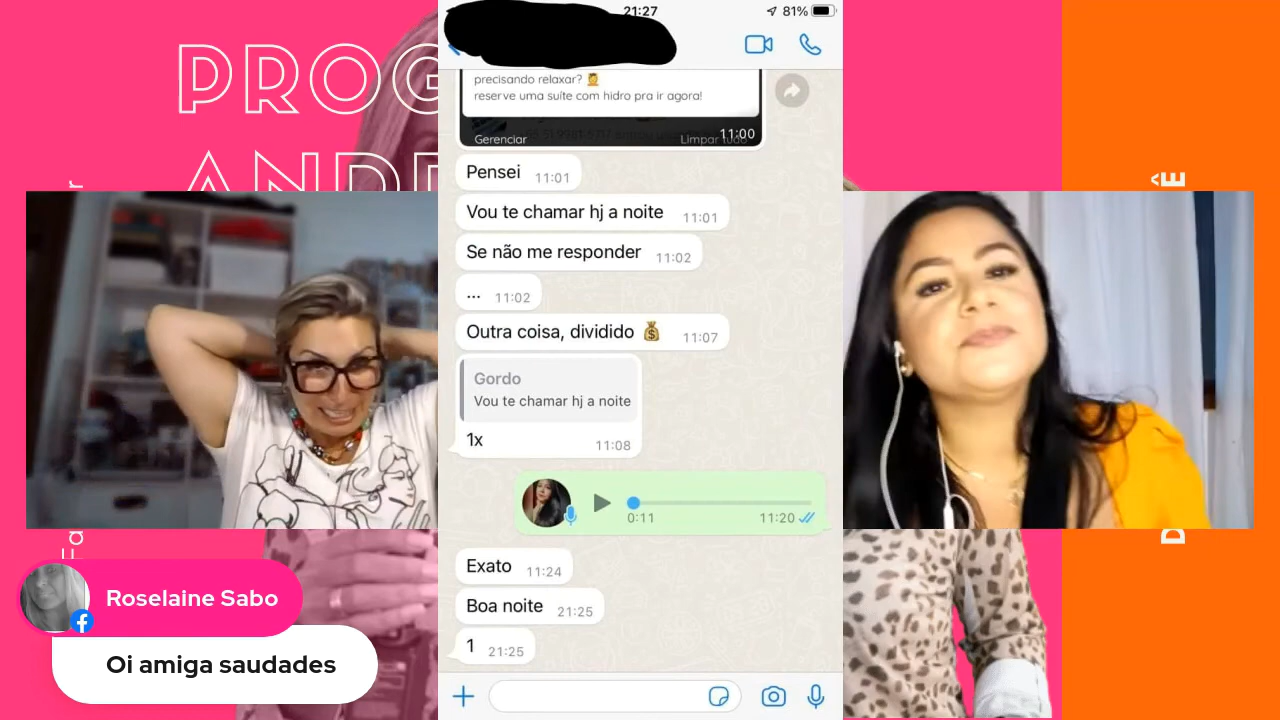 PROG
ANDR
r
Fa
Ê
D
21:27
81%
precisando relaxar? 💆
reserve uma suíte com hidro pra ir agora!
Gerenciar
Limpar tudo
11:00
Pensei 11:01
Vou te chamar hj a noite 11:01
Se não me responder 11:02
... 11:02
Outra coisa, dividido 💰 11:07
Gordo
Vou te chamar hj a noite
1x 11:08
0:11 11:20
Exato 11:24
Boa noite 21:25
1 21:25
Roselaine Sabo
Oi amiga saudades